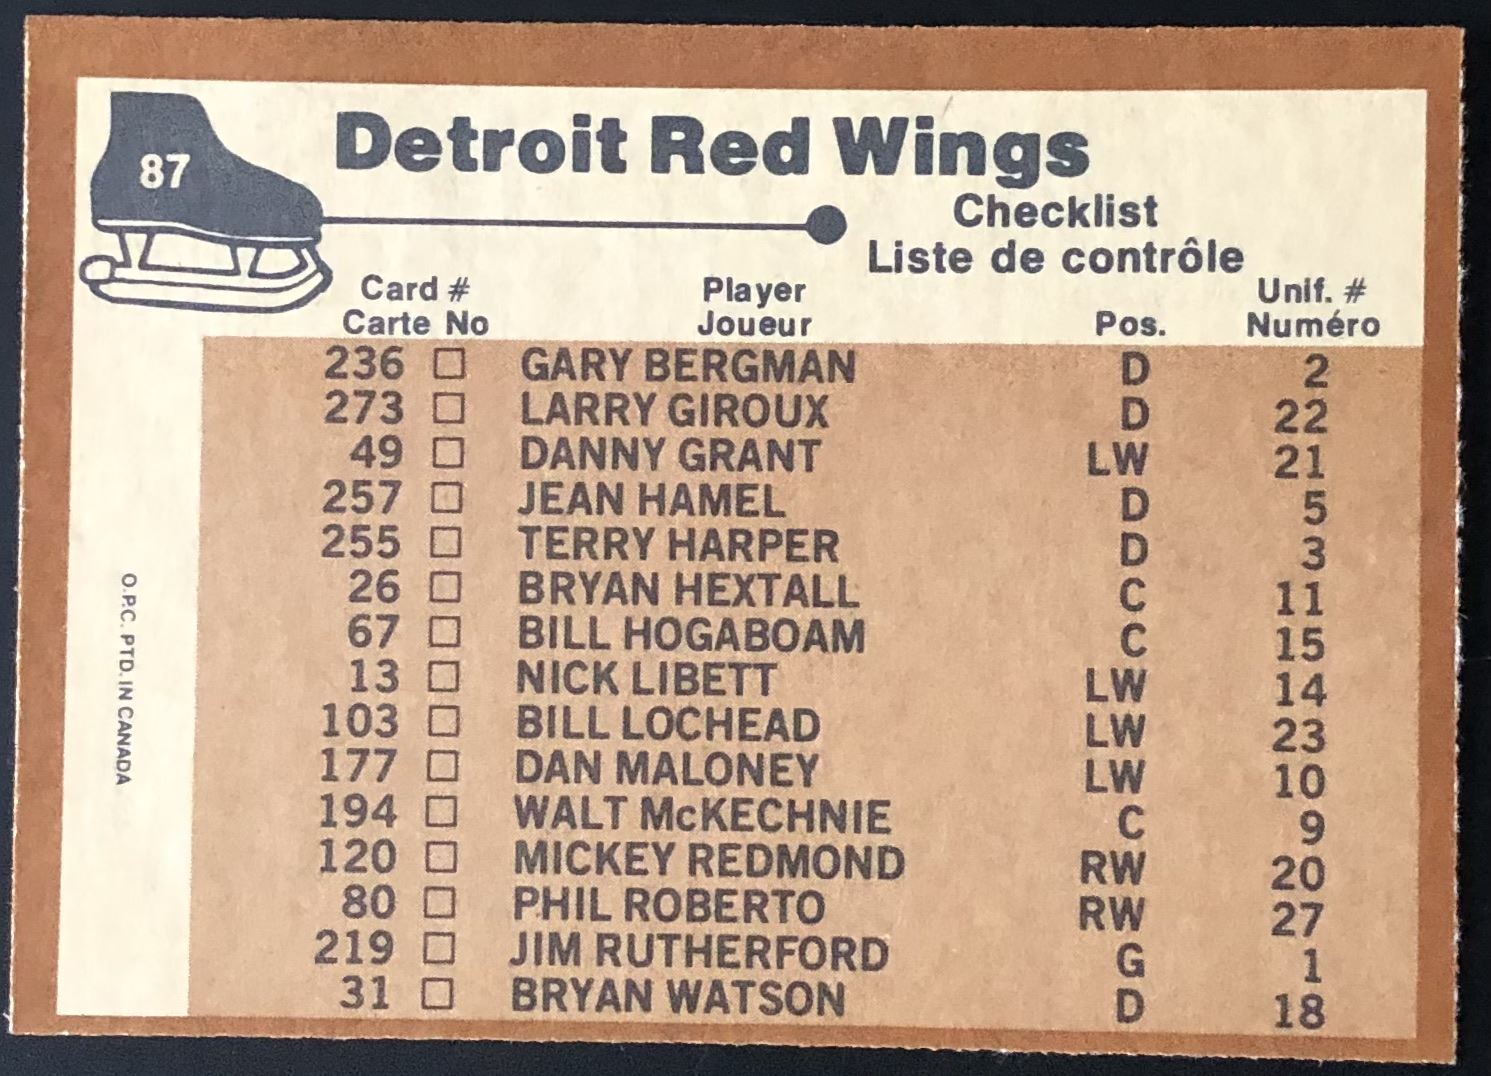 87
Detroit Red Wings
Checklist
Liste de contrôle
Card # Player Unif. #
Carte No Joueur Pos. Numéro
236 □ GARY BERGMAN D 2
273 □ LARRY GIROUX D 22
49 □ DANNY GRANT LW 21
257 □ JEAN HAMEL D 5
255 □ TERRY HARPER D 3
26 □ BRYAN HEXTALL C 11
67 □ BILL HOGABOAM C 15
13 □ NICK LIBETT LW 14
103 □ BILL LOCHEAD LW 23
177 □ DAN MALONEY LW 10
194 □ WALT McKECHNIE C 9
120 □ MICKEY REDMOND RW 20
80 □ PHIL ROBERTO RW 27
219 □ JIM RUTHERFORD G 1
31 □ BRYAN WATSON D 18
O.P.C. PTD. IN CANADA